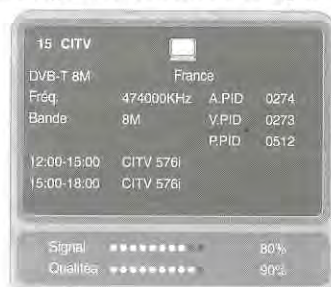 15 CITV
DVB-T 8M France
Fréq. 474000KHz A.PID 0274
Bande 8M V.PID 0273
P.PID 0512
12:00-15:00 CITV 576i
15:00-18:00 CITV 576i
Signal 80%
Qualitéa 90%